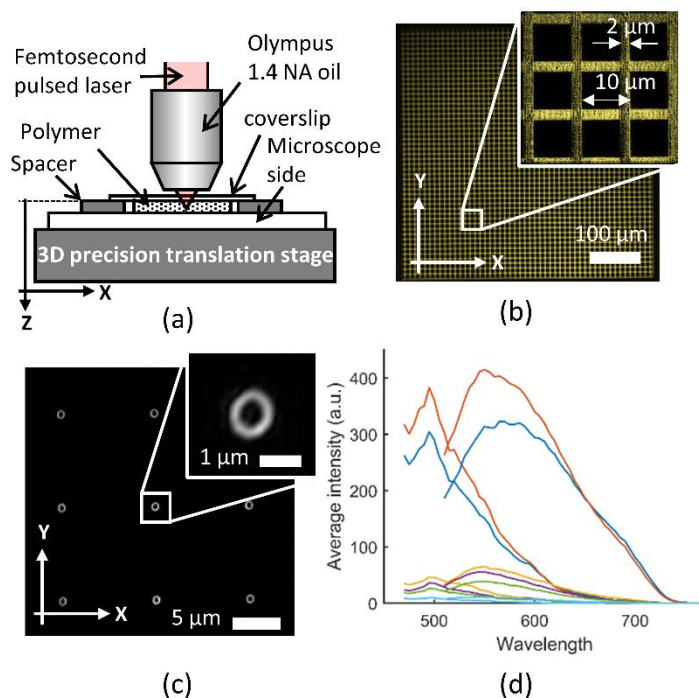 Femtosecond
pulsed laser
Olympus
1.4 NA oil
Polymer
Spacer
coverslip
Microscope
side
3D precision translation stage
X
Z
(a)
2 µm
10 µm
Y
X
100 µm
(b)
1 µm
Y
X
5 µm
(c)
Average intensity (a.u.)
400
300
200
100
0
500
600
700
Wavelength
(d)